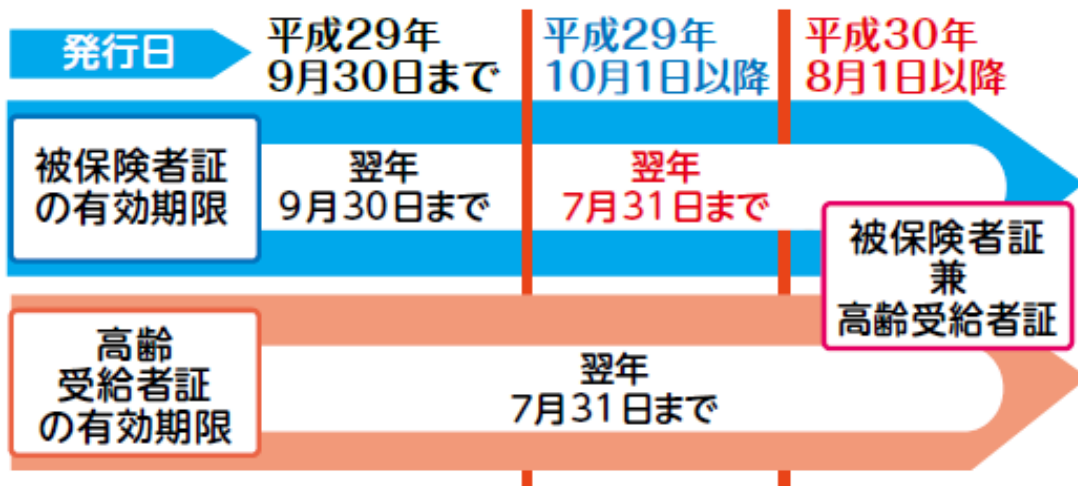 発行日
平成29年
9月30日まで
平成29年
10月1日以降
平成30年
8月1日以降
被保険者証
の有効期限
翌年
9月30日まで
翌年
7月31日まで
被保険者証
兼
高齢受給者証
高齢
受給者証
の有効期限
翌年
7月31日まで